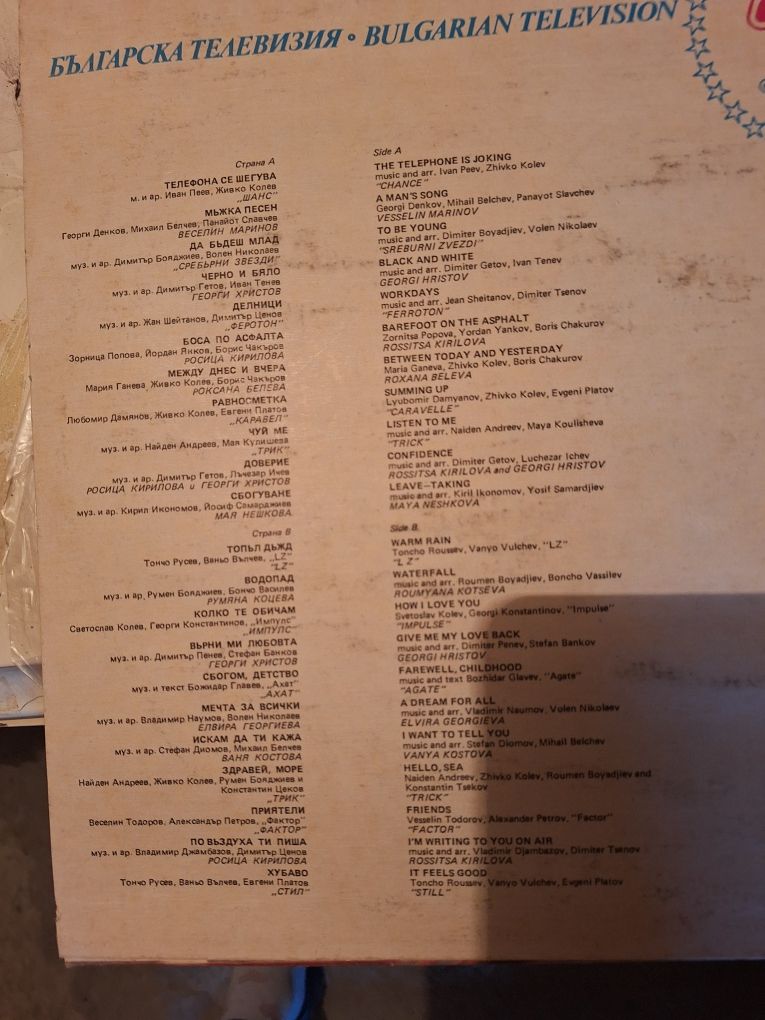 БЪЛГАРСКА ТЕЛЕВИЗИЯ • BULGARIAN TELEVISION
Страна А
ТЕЛЕФОНА СЕ ШЕГУВА
м. и ар. Иван Пеев, Живко Колев
„ШАНС"
МЪЖКА ПЕСЕН
Георги Денков, Михаил Белчев, Панайот Славчев
ВЕСЕЛИН МАРИНОВ
ДА БЪДЕШ МЛАД
муз. и ар. Димитър Бояджиев, Волен Николаев
„СРЕБЪРНИ ЗВЕЗДИ"
ЧЕРНО И БЯЛО
муз. и ар. Димитър Гетов, Иван Тенев
ГЕОРГИ ХРИСТОВ
ДЕЛНИЦИ
муз. и ар. Жан Шейтанов, Димитър Ценов
„ФЕРОТОН"
БОСА ПО АСФАЛТА
Зорница Попова, Йордан Янков, Борис Чакъров
РОСИЦА КИРИЛОВА
МЕЖДУ ДНЕС И ВЧЕРА
Мария Ганева, Живко Колев, Борис Чакъров
РОКСАНА БЕЛЕВА
РАВНОСМЕТКА
Любомир Дамянов, Живко Колев, Евгени Платов
„КАРАВЕЛ"
ЧУЙ МЕ
муз. и ар. Найден Андреев, Мая Кулишева
„ТРИК"
ДОВЕРИЕ
муз. и ар. Димитър Гетов, Лъчезар Ичев
РОСИЦА КИРИЛОВА и ГЕОРГИ ХРИСТОВ
СБОГУВАНЕ
муз. и ар. Кирил Икономов, Йосиф Самарджиев
МАЯ НЕШКОВА
Страна В
ТОПЪЛ ДЪЖД
Тончо Русев, Ваньо Вълчев, „LZ"
"LZ"
ВОДОПАД
муз. и ар, Румен Бояджиев, Бончо Василев
РУМЯНА КОЦЕВА
КОЛКО ТЕ ОБИЧАМ
Светослав Колев, Георги Константинов, „Импулс"
„ИМПУЛС"
ВЪРНИ МИ ЛЮБОВТА
муз. и ар. Димитър Пенев, Стефан Банков
ГЕОРГИ ХРИСТОВ
СБОГОМ, ДЕТСТВО
муз. и текст Божидар Главев, „Ахат"
„АХАТ"
МЕЧТА ЗА ВСИЧКИ
муз. и ар. Владимир Наумов, Волен Николаев
ЕЛВИРА ГЕОРГИЕВА
ИСКАМ ДА ТИ КАЖА
муз. и ар. Стефан Диомов, Михаил Белчев
ВАНЯ КОСТОВА
ЗДРАВЕЙ, МОРЕ
Найден Андреев, Живко Колев, Румен Бояджиев и
Константин Цеков
„ТРИК"
ПРИЯТЕЛИ
Веселин Тодоров, Александър Петров, „Фактор"
„ФАКТОР"
ПО ВЪЗДУХА ТИ ПИША
муз. и ар. Владимир Джамбазов, Димитър Ценов
РОСИЦА КИРИЛОВА
ХУБАВО
Тончо Русев, Ваньо Вълчев, Евгени Платов
„СТИЛ"
Side A
THE TELEPHONE IS JOKING
music and arr. Ivan Peev, Zhivko Kolev
"CHANCE"
A MAN'S SONG
Georgi Denkov, Mihail Belchev, Panayot Slavchev
VESSELIN MARINOV
TO BE YOUNG
music and arr. Dimiter Boyadjiev, Volen Nikolaev
"SREBURNI ZVEZDI"
BLACK AND WHITE
music and arr. Dimiter Getov, Ivan Tenev
GEORGI HRISTOV
WORKDAYS
music and arr. Jean Sheitanov, Dimiter Tsenov
"FERROTON"
BAREFOOT ON THE ASPHALT
Zornitsa Popova, Yordan Yankov, Boris Chakurov
ROSSITSA KIRILOVA
BETWEEN TODAY AND YESTERDAY
Maria Ganeva, Zhivko Kolev, Boris Chakurov
ROXANA BELEVA
SUMMING UP
Lyubomir Damyanov, Zhivko Kolev, Evgeni Platov
"CARAVELLE"
LISTEN TO ME
music and arr. Naiden Andreev, Maya Koulisheva
"TRICK"
CONFIDENCE
music and arr. Dimiter Getov, Luchezar Ichev
ROSSITSA KIRILOVA and GEORGI HRISTOV
LEAVE-TAKING
music and arr. Kiril Ikonomov, Yosif Samardjiev
MAYA NESHKOVA
Side B.
WARM RAIN
Toncho Roussev, Vanyo Vulchev, "LZ"
"L Z"
WATERFALL
music and arr. Roumen Boyadjiev, Boncho Vassilev
ROUMYANA KOTSEVA
HOW I LOVE YOU
Svetoslav Kolev, Georgi Konstantinov, "Impulse"
"IMPULSE"
GIVE ME MY LOVE BACK
music and arr. Dimiter Penev, Stefan Bankov
GEORGI HRISTOV
FAREWELL, CHILDHOOD
music and text Bozhidar Glavev, "Agate"
"AGATE"
A DREAM FOR ALL
music and arr. Vladimir Naumov, Volen Nikolaev
ELVIRA GEORGIEVA
I WANT TO TELL YOU
music and arr. Stefan Diomov, Mihail Belchev
VANYA KOSTOVA
HELLO, SEA
Naiden Andreev, Zhivko Kolev, Roumen Boyadjiev and
Konstantin Tsekov
"TRICK"
FRIENDS
Vesselin Todorov, Alexander Petrov, "Factor"
"FACTOR"
I'M WRITING TO YOU ON AIR
music and arr. Vladimir Djambazov, Dimiter Tsenov
ROSSITSA KIRILOVA
IT FEELS GOOD
Toncho Roussev, Vanyo Vulchev, Evgeni Platov
"STILL"